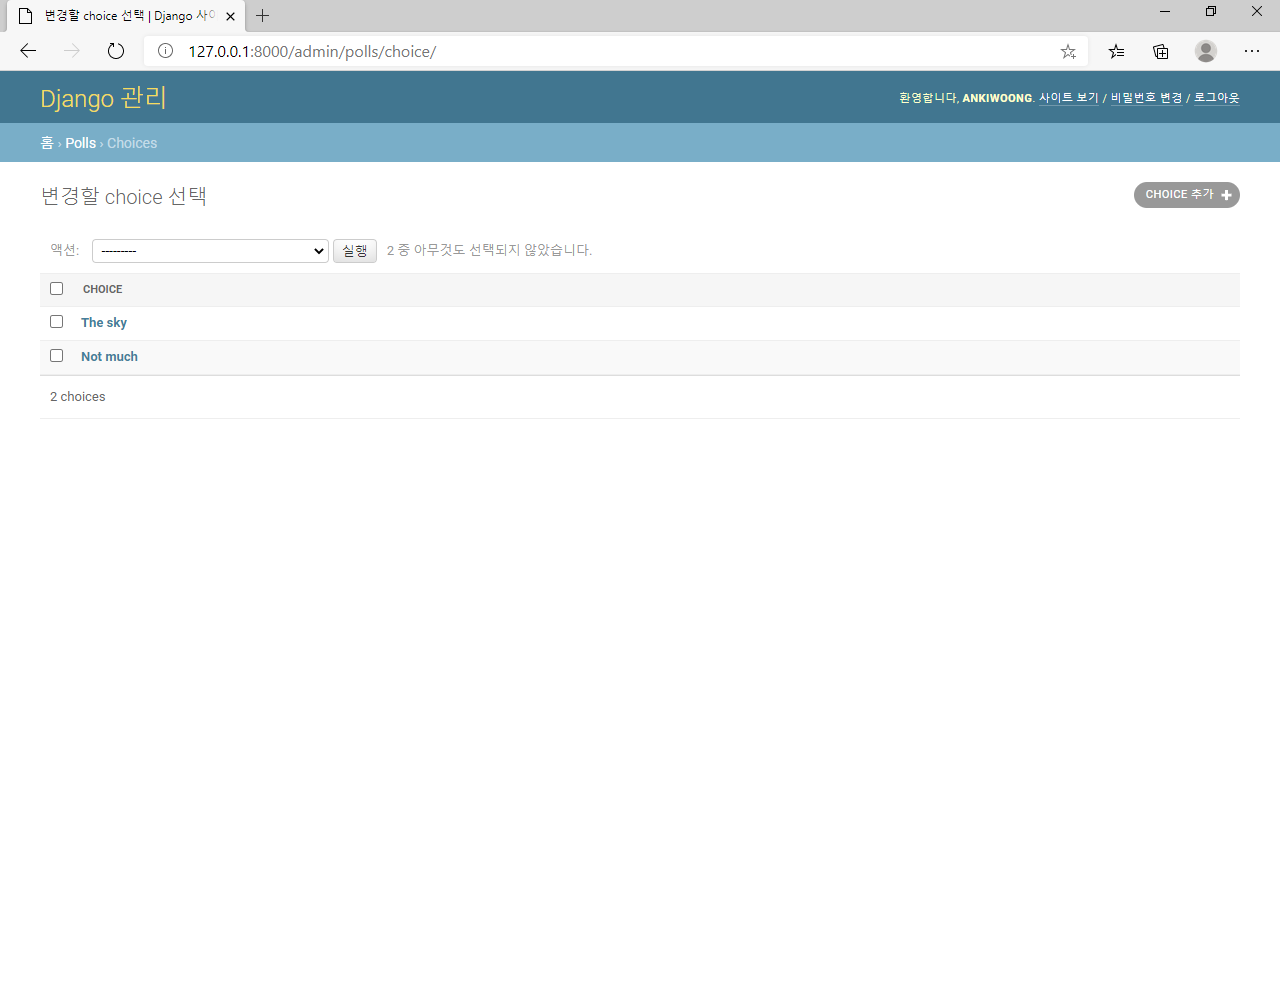 변경할 choice 선택 | Django 사이
127.0.0.1:8000/admin/polls/choice/
Django 관리
환영합니다, ANKIWOONG. 사이트 보기 / 비밀번호 변경 / 로그아웃
홈 › Polls › Choices
변경할 choice 선택
CHOICE 추가
액션: --------- 실행 2 중 아무것도 선택되지 않았습니다.
CHOICE
The sky
Not much
2 choices